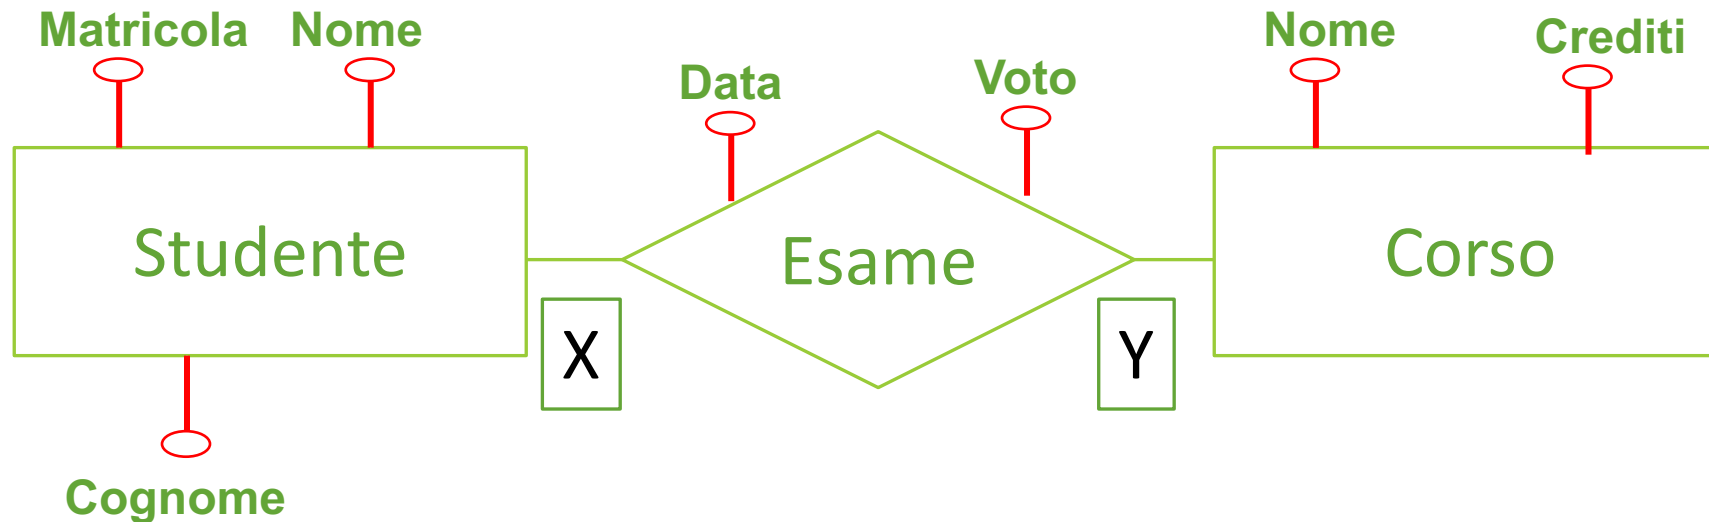 Matricola
Nome
Data
Voto
Nome
Crediti
Studente
Esame
Corso
X
Y
Cognome